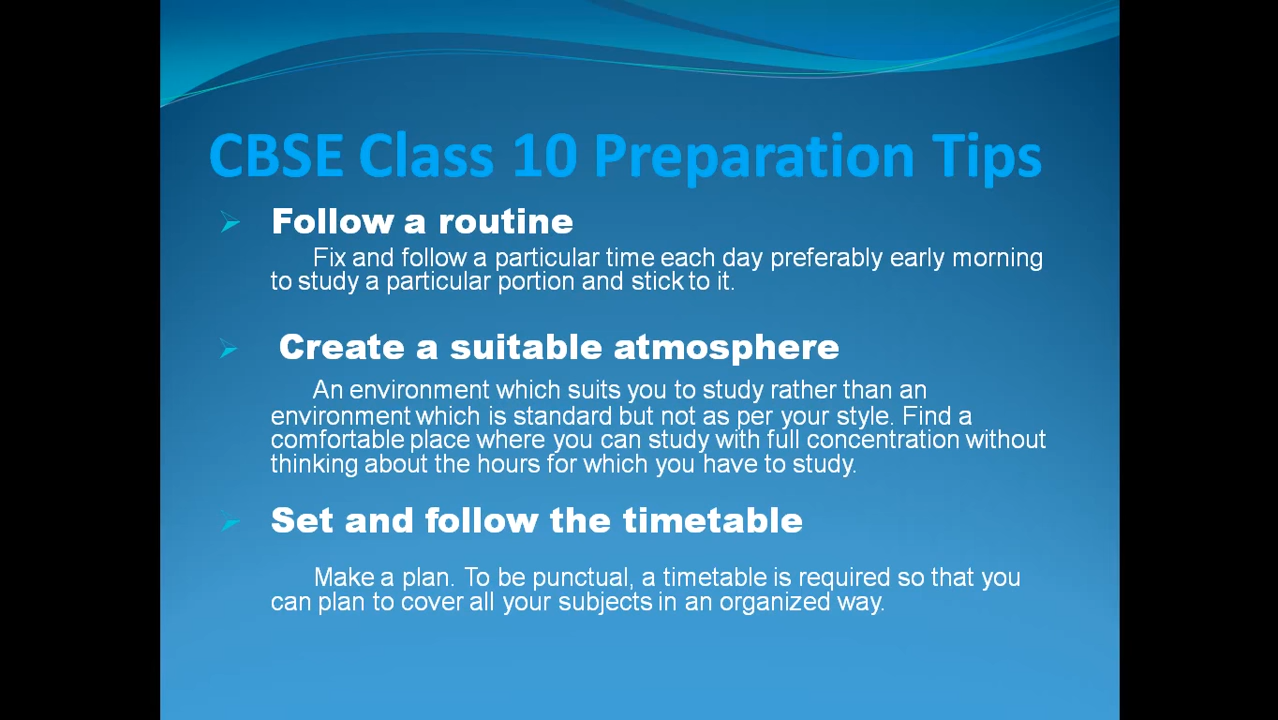 CBSE Class 10 Preparation Tips
Follow a routine
Fix and follow a particular time each day preferably early morning
to study a particular portion and stick to it.
Create a suitable atmosphere
An environment which suits you to study rather than an
environment which is standard but not as per your style. Find a
comfortable place where you can study with full concentration without
thinking about the hours for which you have to study.
Set and follow the timetable
Make a plan. To be punctual, a timetable is required so that you
can plan to cover all your subjects in an organized way.